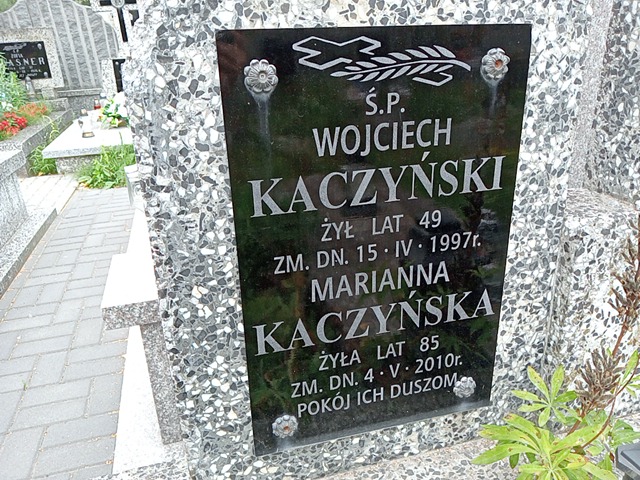 Ś.P.
WOJCIECH
KACZYŃSKI
ŻYŁ LAT 49
ZM. DN. 15 · IV · 1997r.
MARIANNA
KACZYŃSKA
ŻYŁA LAT 85
ZM. DN. 4 · V · 2010r.
POKÓJ ICH DUSZOM